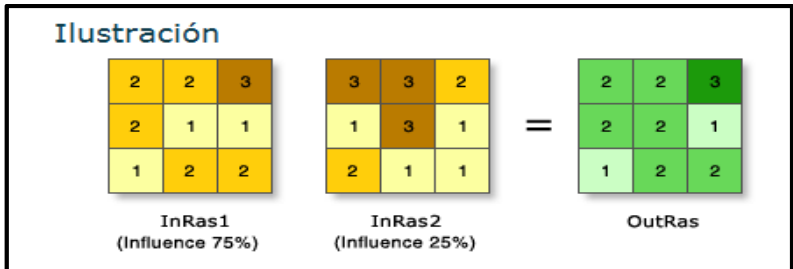 Ilustración
2 2 3 3 3 2 2 2 3
2 1 1 1 3 1 = 2 2 1
1 2 2 2 1 1 1 2 2
InRas1 InRas2 OutRas
(Influence 75%) (Influence 25%)